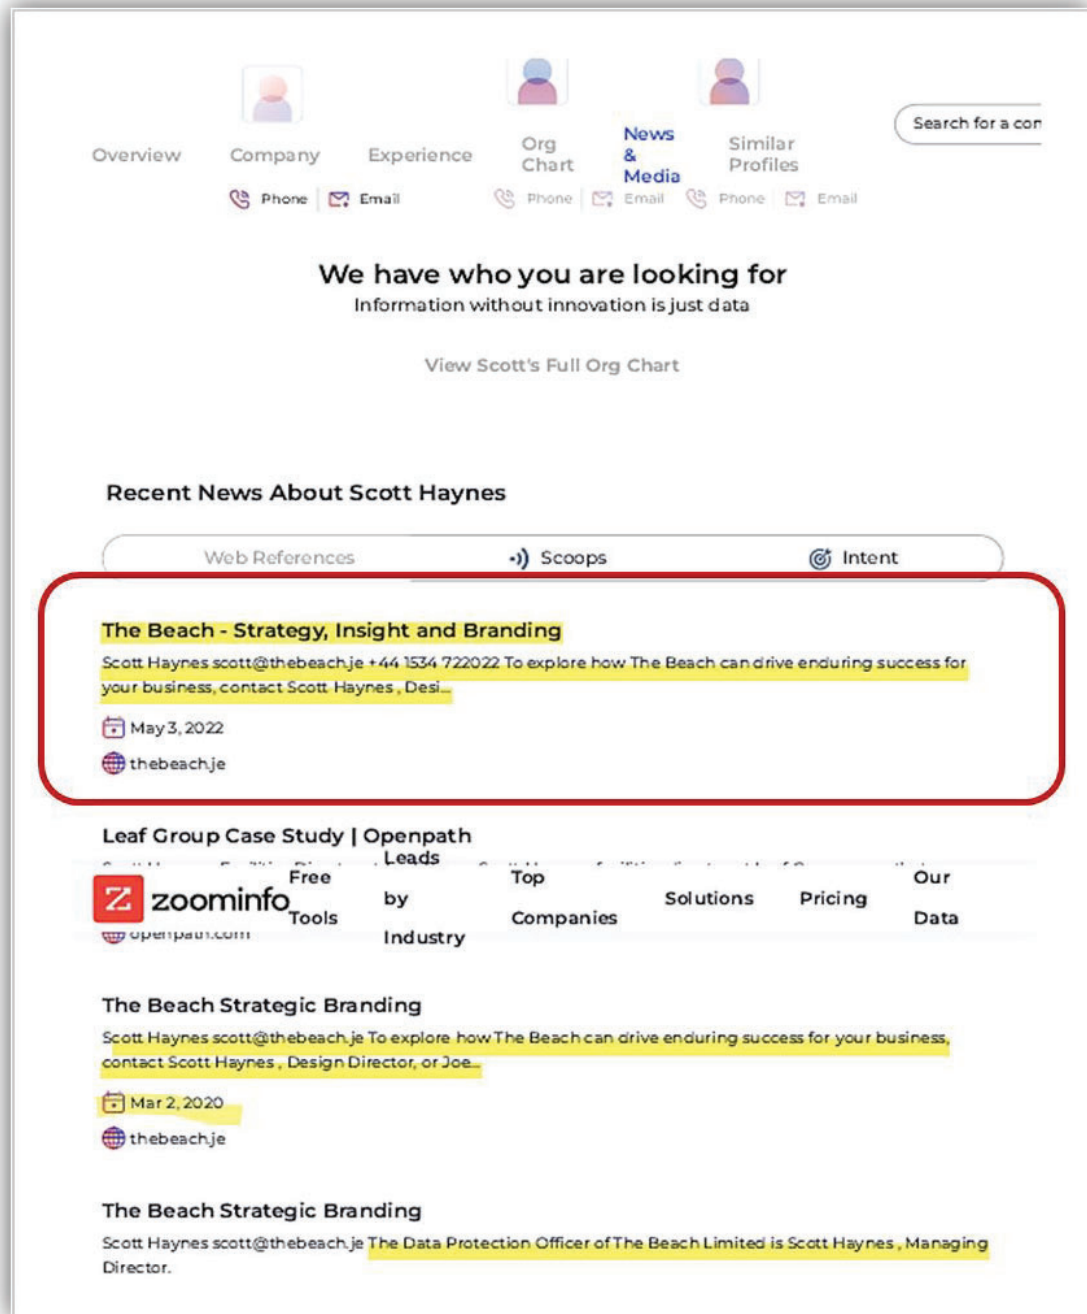 Search for a con
Overview
Company
Experience
Org
Chart
News
&
Media
Similar
Profiles
Phone Email
Phone Email
Phone Email
We have who you are looking for
Information without innovation is just data
View Scott's Full Org Chart
Recent News About Scott Haynes
Web References
Scoops
Intent
The Beach - Strategy, Insight and Branding
Scott Haynes scott@thebeach.je +44 1534 722022 To explore how The Beach can drive enduring success for
your business, contact Scott Haynes , Desi...
May 3, 2022
thebeach.je
Leaf Group Case Study | Openpath
zoominfo
Free
Tools
Leads
by
Industry
Top
Companies
Solutions
Pricing
Our
Data
openpath.com
The Beach Strategic Branding
Scott Haynes scott@thebeach.je To explore how The Beach can drive enduring success for your business,
contact Scott Haynes , Design Director, or Joe...
Mar 2, 2020
thebeach.je
The Beach Strategic Branding
Scott Haynes scott@thebeach.je The Data Protection Officer of The Beach Limited is Scott Haynes , Managing
Director.